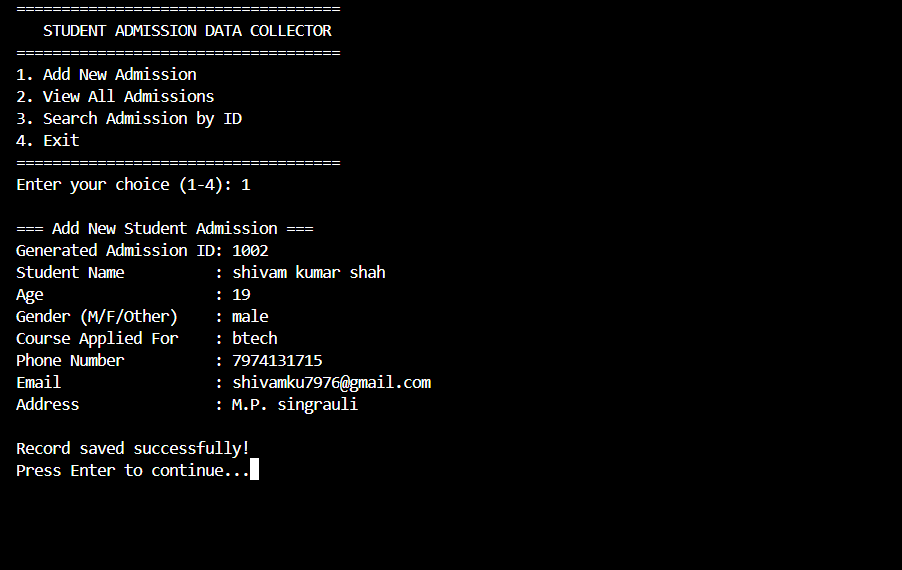 ====================================
STUDENT ADMISSION DATA COLLECTOR
====================================
1. Add New Admission
2. View All Admissions
3. Search Admission by ID
4. Exit
====================================
Enter your choice (1-4): 1
=== Add New Student Admission ===
Generated Admission ID: 1002
Student Name          : shivam kumar shah
Age                   : 19
Gender (M/F/Other)    : male
Course Applied For    : btech
Phone Number          : 7974131715
Email                 : shivamku7976@gmail.com
Address               : M.P. singrauli
Record saved successfully!
Press Enter to continue...